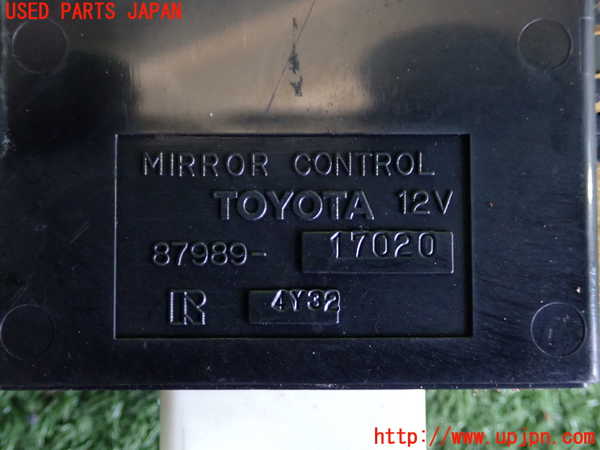 USED PARTS JAPAN
MIRROR CONTROL
TOYOTA 12V
87989- 17020
R 4Y32
http://www.upjpn.com